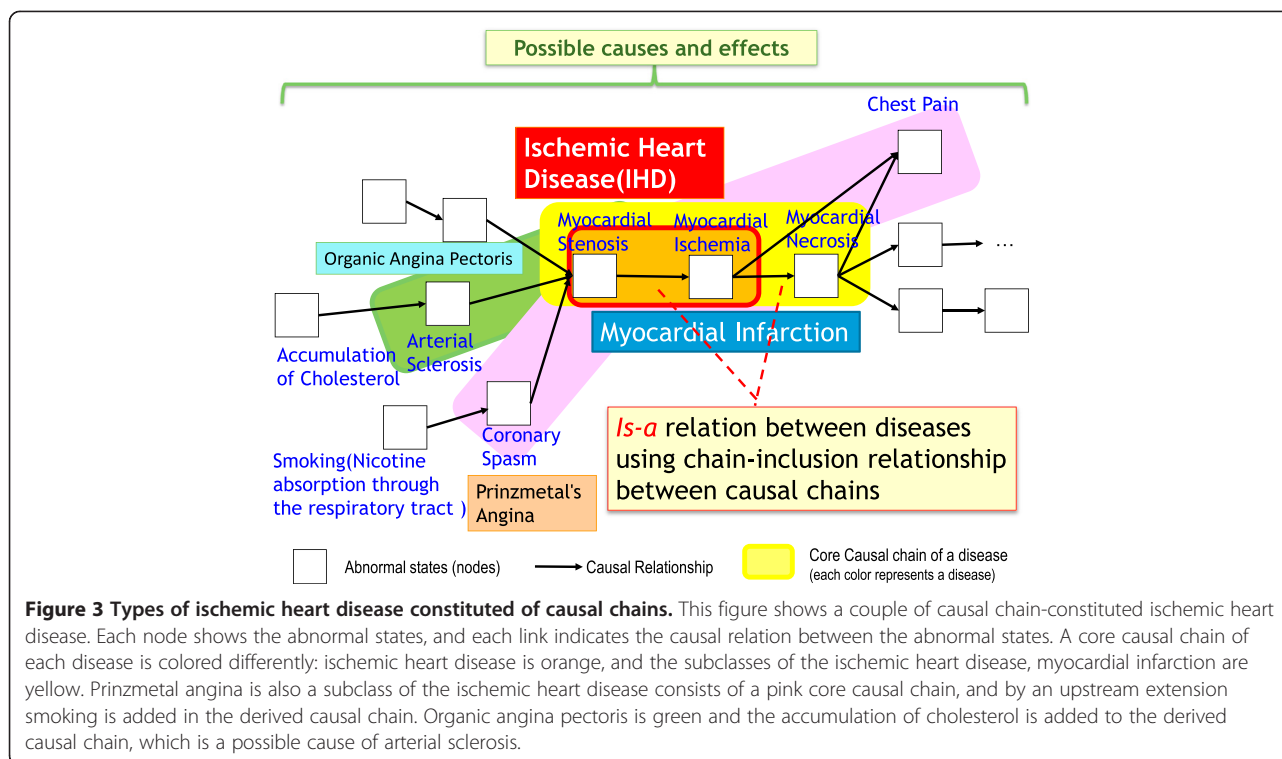 Possible causes and effects
Chest Pain
Ischemic Heart
Disease(IHD)
Myocardial
Stenosis
Myocardial
Ischemia
Myocardial
Necrosis
Organic Angina Pectoris
...
Myocardial Infarction
Accumulation
of Cholesterol
Arterial
Sclerosis
Coronary
Spasm
Smoking(Nicotine
absorption through
the respiratory tract )
Prinzmetal's
Angina
Is-a relation between diseases
using chain-inclusion relationship
between causal chains
Abnormal states (nodes)
Causal Relationship
Core Causal chain of a disease
(each color represents a disease)
Figure 3 Types of ischemic heart disease constituted of causal chains. This figure shows a couple of causal chain-constituted ischemic heart
disease. Each node shows the abnormal states, and each link indicates the causal relation between the abnormal states. A core causal chain of
each disease is colored differently: ischemic heart disease is orange, and the subclasses of the ischemic heart disease, myocardial infarction are
yellow. Prinzmetal angina is also a subclass of the ischemic heart disease consists of a pink core causal chain, and by an upstream extension
smoking is added in the derived causal chain. Organic angina pectoris is green and the accumulation of cholesterol is added to the derived
causal chain, which is a possible cause of arterial sclerosis.